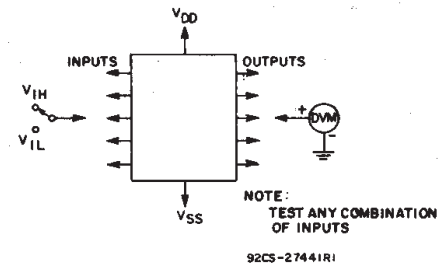 VDD
INPUTS
OUTPUTS
VIH
VIL
+
DVM
-
VSS
NOTE:
TEST ANY COMBINATION
OF INPUTS
92CS-27441R1